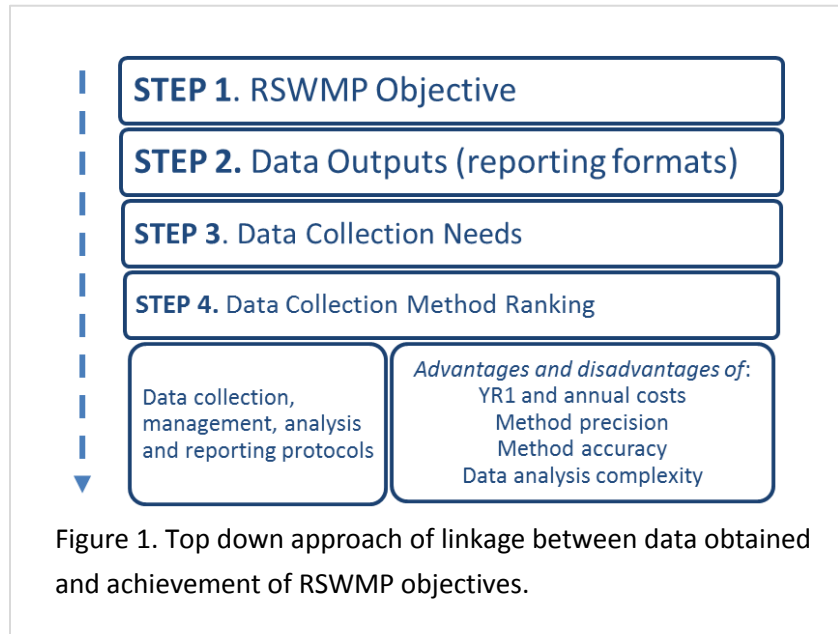 STEP 1. RSWMP Objective
STEP 2. Data Outputs (reporting formats)
STEP 3. Data Collection Needs
STEP 4. Data Collection Method Ranking
Data collection,
management, analysis
and reporting protocols
Advantages and disadvantages of:
YR1 and annual costs
Method precision
Method accuracy
Data analysis complexity
Figure 1. Top down approach of linkage between data obtained
and achievement of RSWMP objectives.